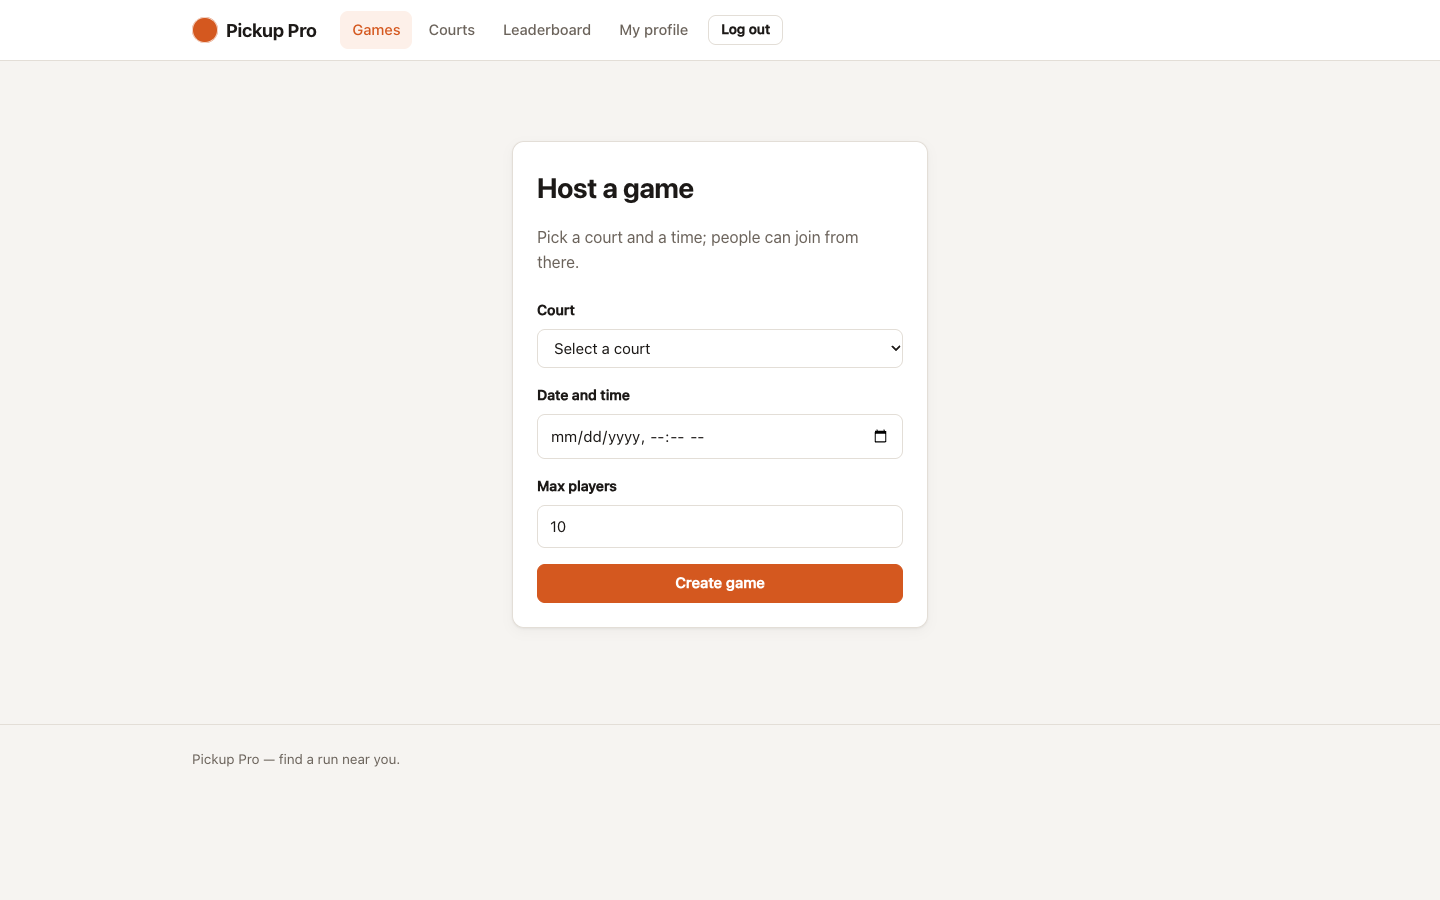 Pickup Pro
Games
Courts
Leaderboard
My profile
Log out
Host a game
Pick a court and a time; people can join from
there.
Court
Select a court
Date and time
mm/dd/yyyy, --:-- --
Max players
10
Create game
Pickup Pro — find a run near you.